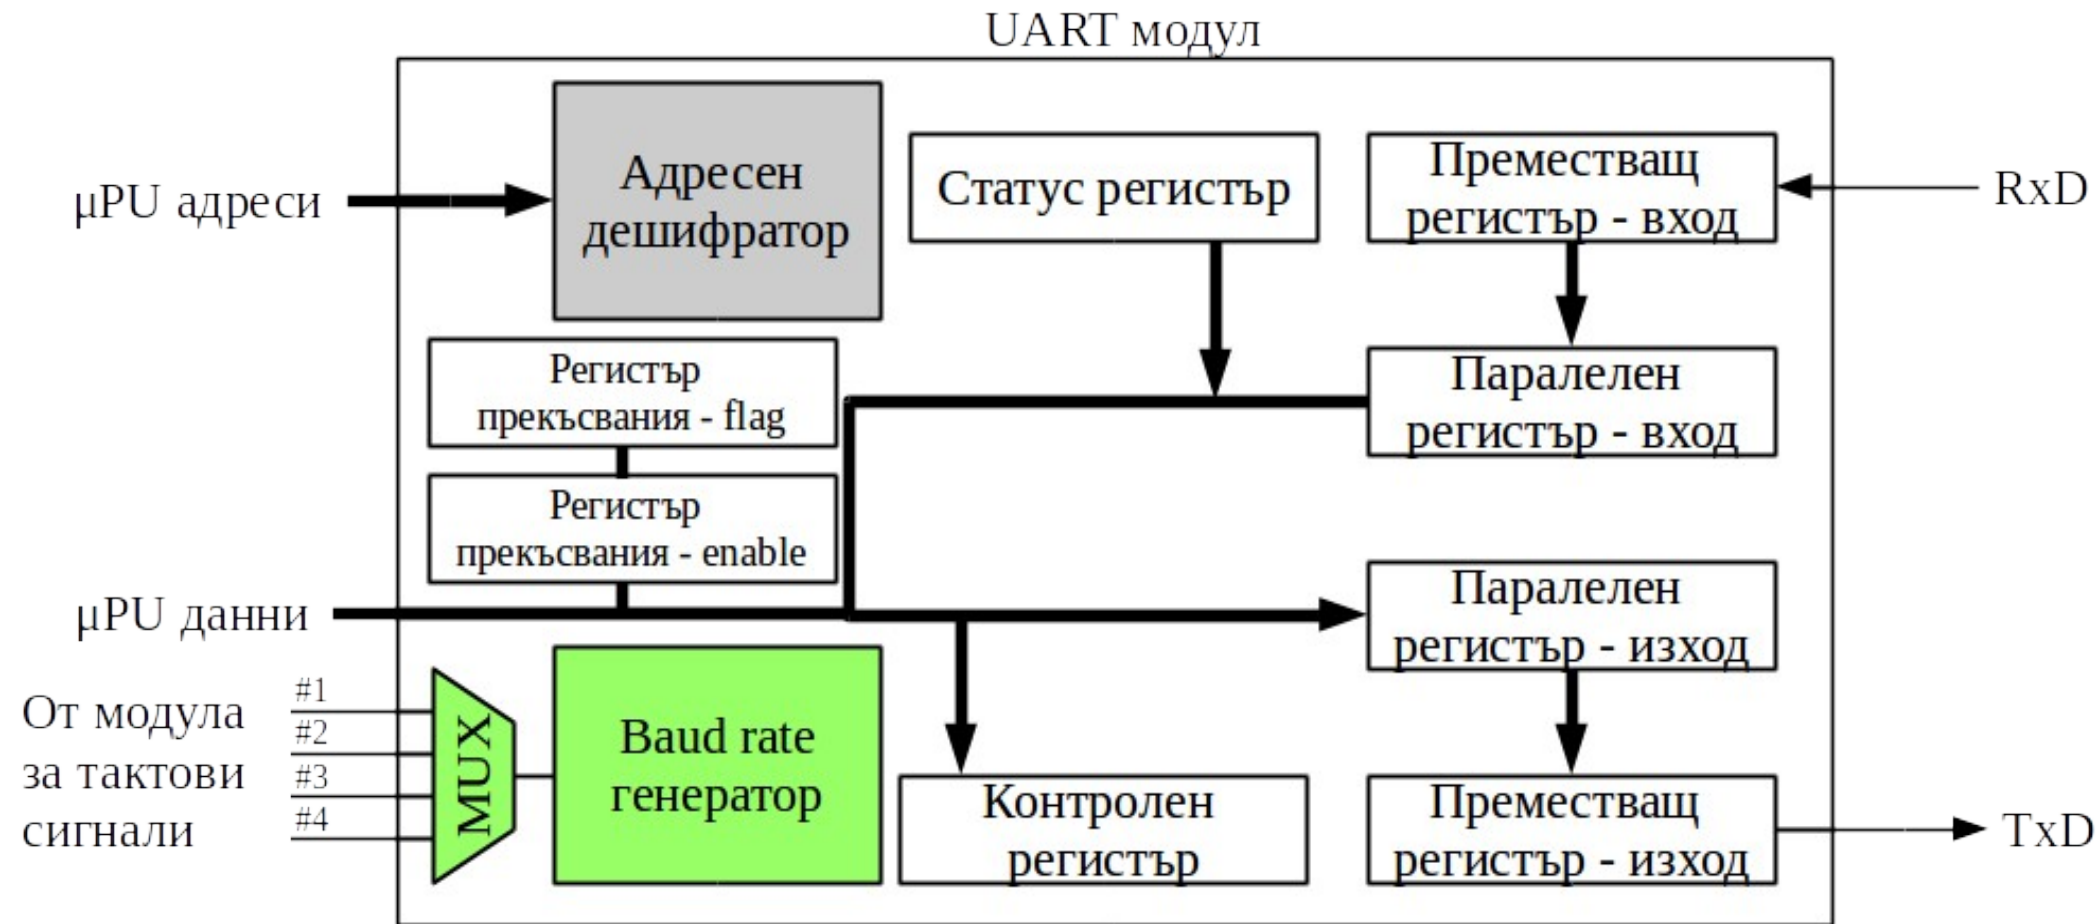 UART модул
μPU адреси
Адресен
дешифратор
Статус регистър
Преместващ
регистър - вход
RxD
Регистър
прекъсвания - flag
Паралелен
регистър - вход
Регистър
прекъсвания - enable
μPU данни
Паралелен
регистър - изход
От модула
за тактови
сигнали
#1
#2
#3
#4
MUX
Baud rate
генератор
Контролен
регистър
Преместващ
регистър - изход
TxD